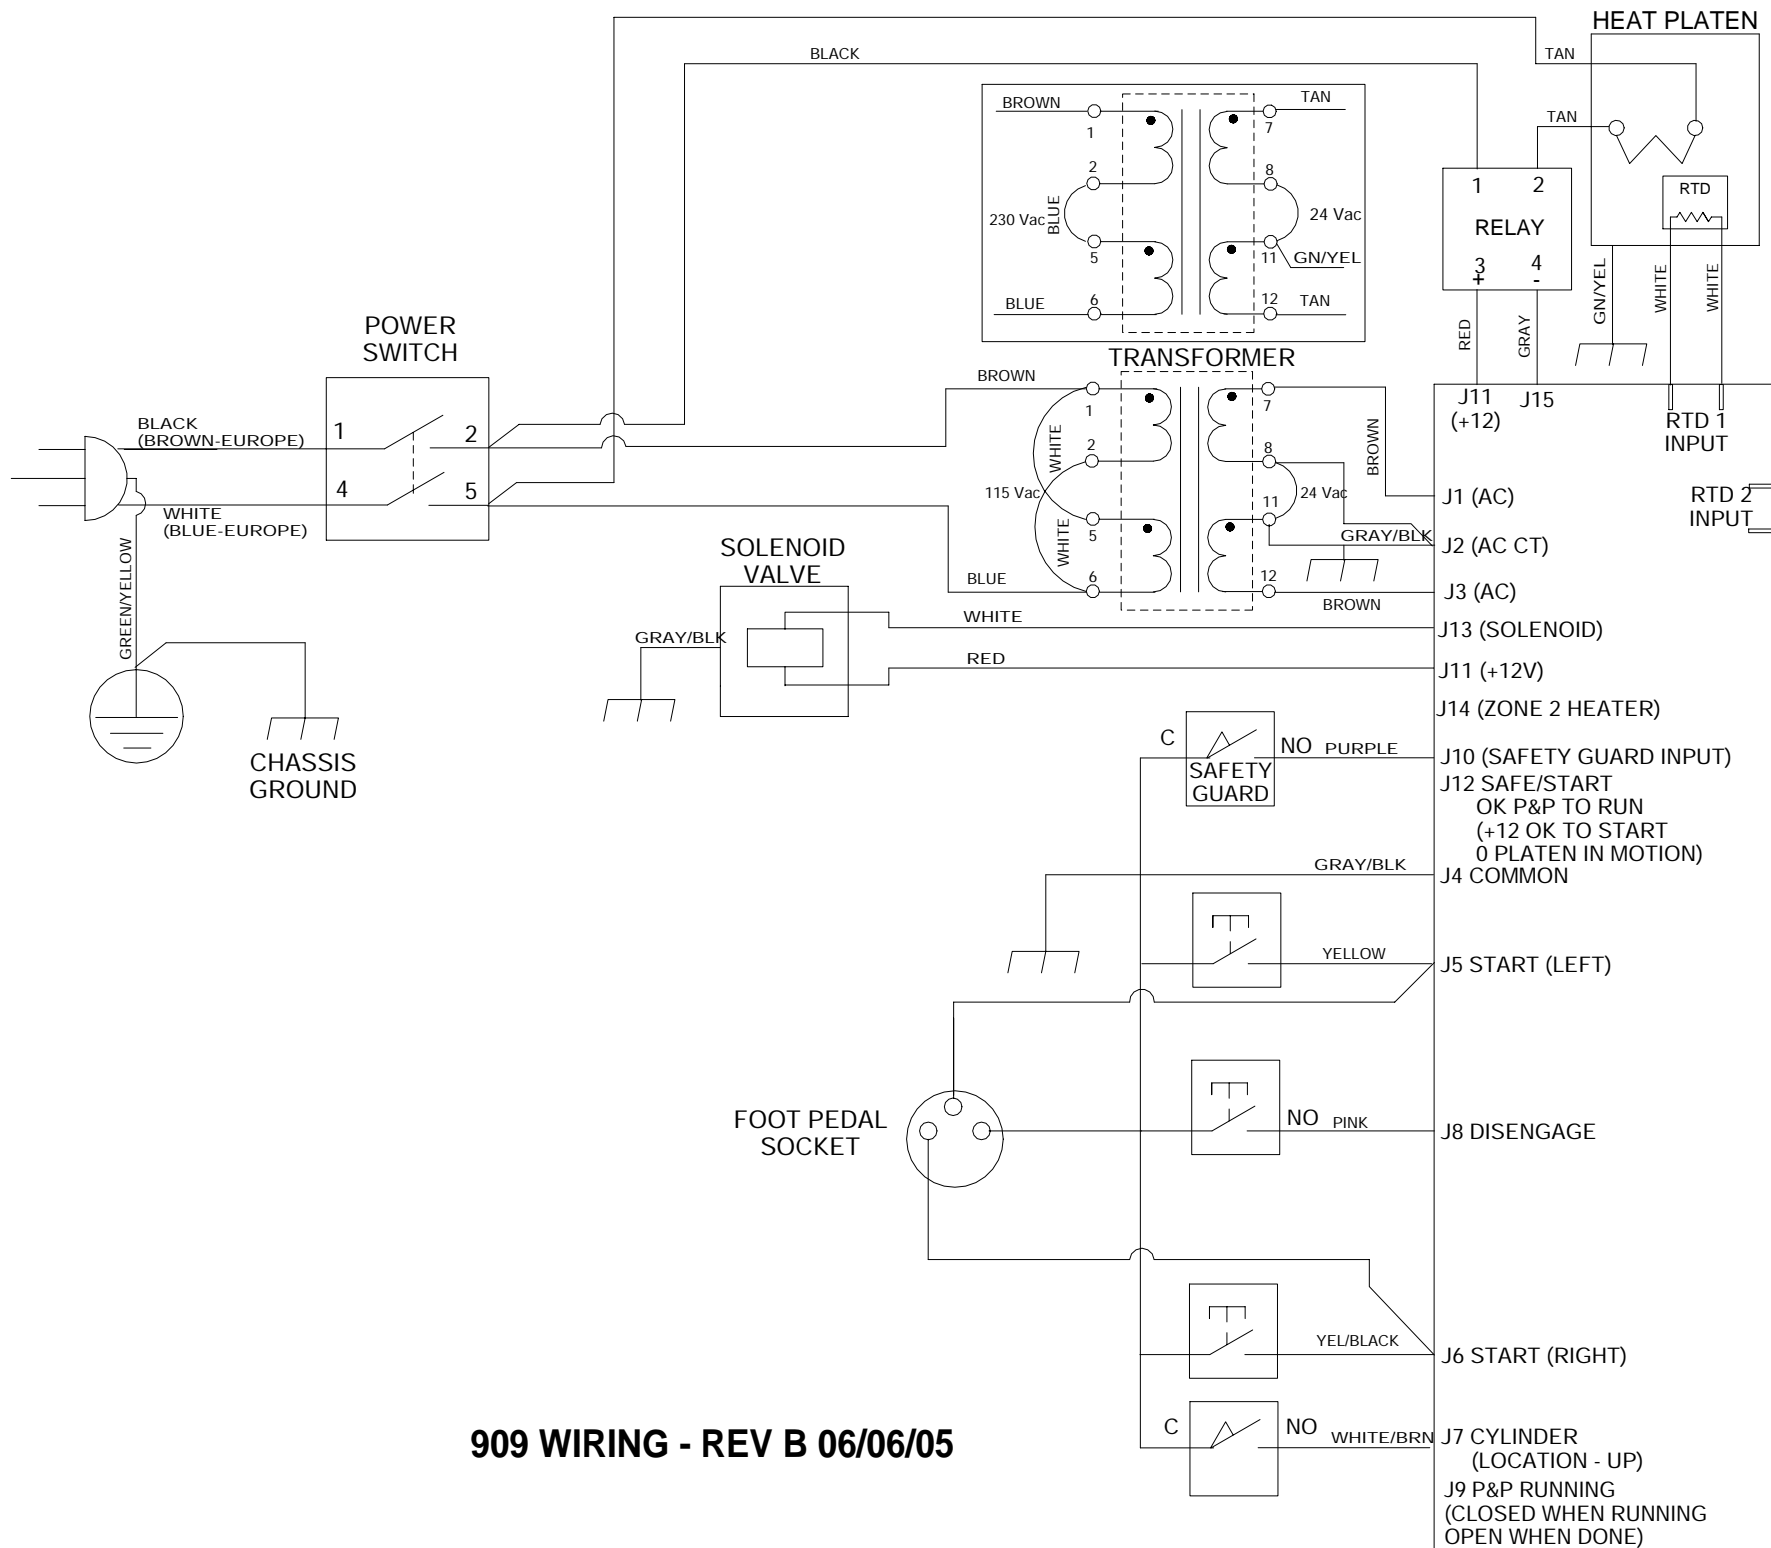 HEAT PLATEN
BLACK
TAN
BROWN
1
2
230 Vac
BLUE
5
6
BLUE
TAN
7
8
24 Vac
11
GN/YEL
12
TAN
TAN
1 2
RELAY
3 4
+ -
RTD
RED
GRAY
GN/YEL
WHITE
WHITE
POWER
SWITCH
BLACK
(BROWN-EUROPE)
1
2
4
5
WHITE
(BLUE-EUROPE)
GREEN/YELLOW
CHASSIS
GROUND
TRANSFORMER
BROWN
1
2
WHITE
115 Vac
WHITE
5
6
BLUE
7
8
24 Vac
11
12
BROWN
GRAY/BLK
BROWN
J11
(+12)
J15
RTD 1
INPUT
RTD 2
INPUT
J1 (AC)
J2 (AC CT)
J3 (AC)
SOLENOID
VALVE
GRAY/BLK
WHITE
J13 (SOLENOID)
RED
J11 (+12V)
J14 (ZONE 2 HEATER)
C
SAFETY
GUARD
NO
PURPLE
J10 (SAFETY GUARD INPUT)
J12 SAFE/START
OK P&P TO RUN
(+12 OK TO START
0 PLATEN IN MOTION)
GRAY/BLK
J4 COMMON
YELLOW
J5 START (LEFT)
FOOT PEDAL
SOCKET
NO
PINK
J8 DISENGAGE
YEL/BLACK
J6 START (RIGHT)
C
NO
WHITE/BRN
J7 CYLINDER
(LOCATION - UP)
J9 P&P RUNNING
(CLOSED WHEN RUNNING
OPEN WHEN DONE)
909 WIRING - REV B 06/06/05